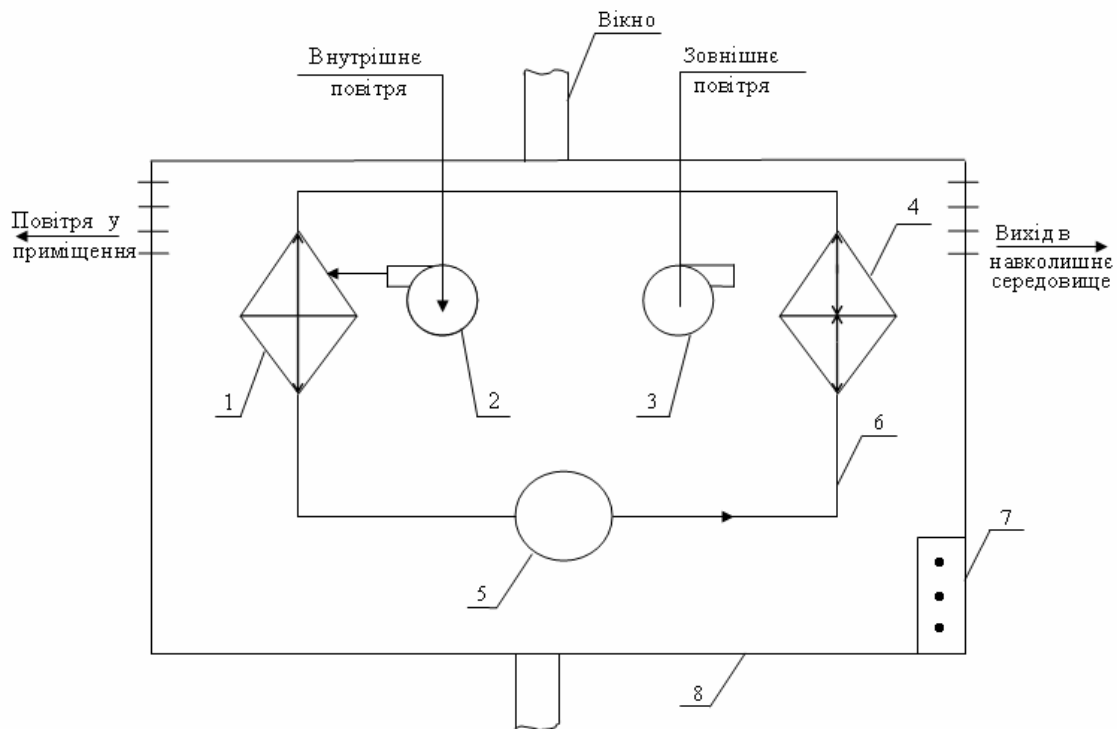 Вікно
Внутрішнє
повітря
Зовнішнє
повітря
Повітря у
приміщення
4
Вихід в
навколишнє
середовище
1
2
3
6
5
7
8